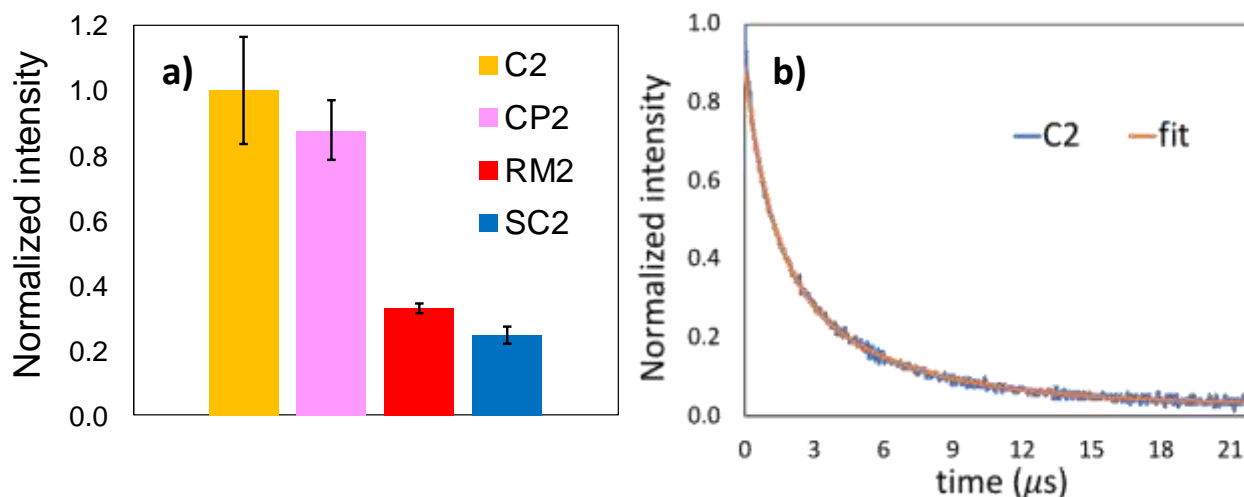 a)
Normalized intensity
1.2
1.0
0.8
0.6
0.4
0.2
0.0
C2
CP2
RM2
SC2
b)
Normalized intensity
1.0
0.8
0.6
0.4
0.2
0.0
C2 fit
0 3 6 9 12 15 18 21
time (μs)